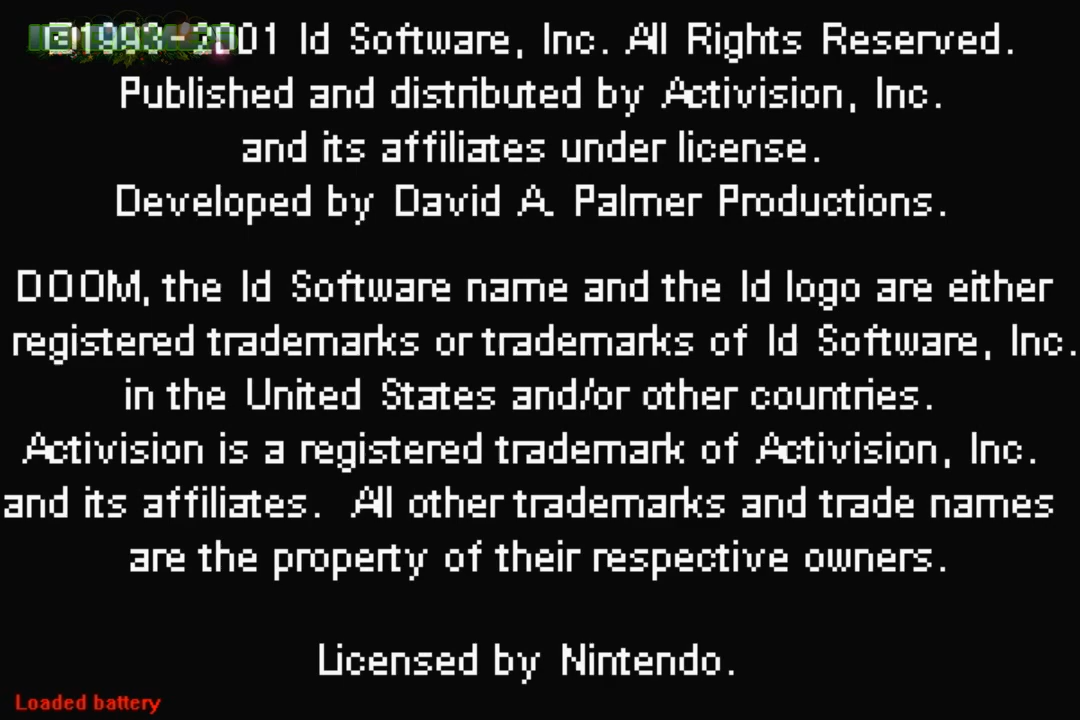 ©1993-2001 Id Software, Inc. All Rights Reserved.
Published and distributed by Activision, Inc.
and its affiliates under license.
Developed by David A. Palmer Productions.
DOOM, the Id Software name and the Id logo are either
registered trademarks or trademarks of Id Software, Inc.
in the United States and/or other countries.
Activision is a registered trademark of Activision, Inc.
and its affiliates.  All other trademarks and trade names
are the property of their respective owners.
Licensed by Nintendo.
Loaded battery